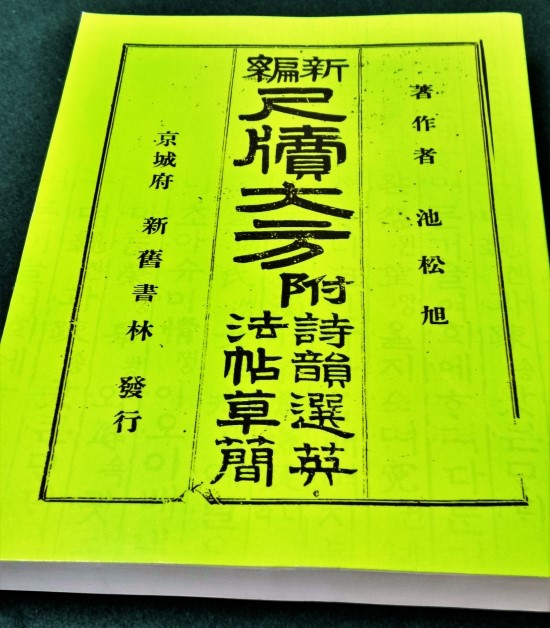 著作者 池松旭
新編
尺牘大方
附
詩韻選英
法帖草簡
京城府 新舊書林 發行